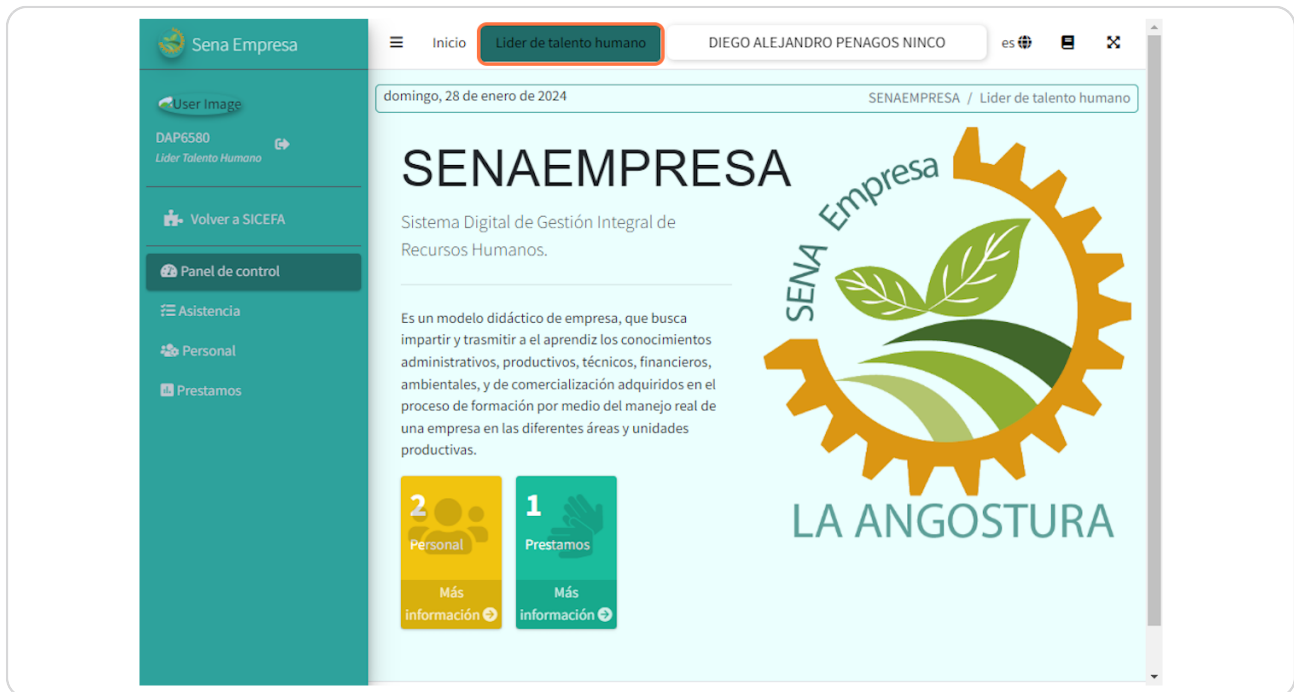 Sena Empresa
Inicio
Lider de talento humano
DIEGO ALEJANDRO PENAGOS NINCO
es
User Image
DAP6580
Lider Talento Humano
Volver a SICEFA
Panel de control
Asistencia
Personal
Prestamos
domingo, 28 de enero de 2024
SENAEMPRESA / Lider de talento humano
SENAEMPRESA
Sistema Digital de Gestión Integral de
Recursos Humanos.
Es un modelo didáctico de empresa, que busca
impartir y trasmitir a el aprendiz los conocimientos
administrativos, productivos, técnicos, financieros,
ambientales, y de comercialización adquiridos en el
proceso de formación por medio del manejo real de
una empresa en las diferentes áreas y unidades
productivas.
2
Personal
Más
información
1
Prestamos
Más
información
SENA Empresa
LA ANGOSTURA